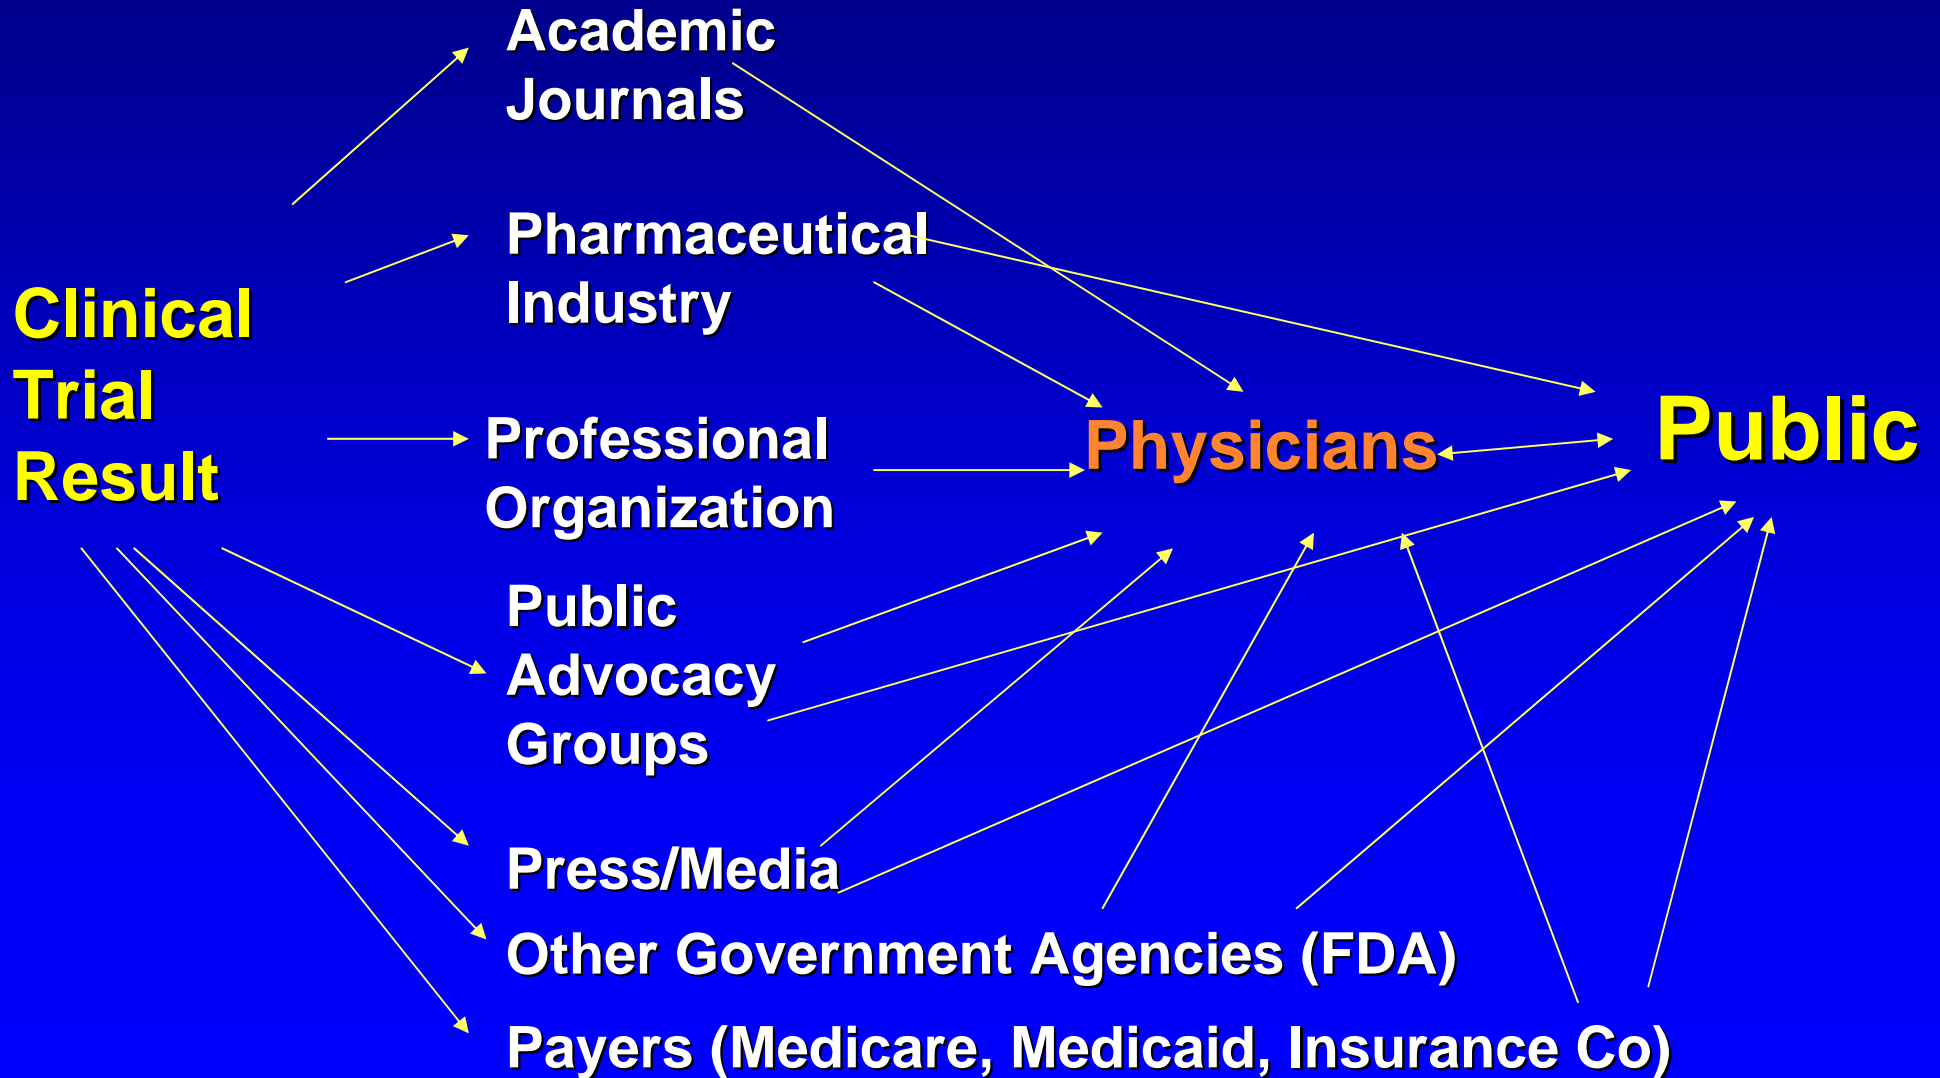 Academic
Journals
Pharmaceutical
Industry
Clinical
Trial
Result
Professional
Organization
Physicians
Public
Public
Advocacy
Groups
Press/Media
Other Government Agencies (FDA)
Payers (Medicare, Medicaid, Insurance Co)